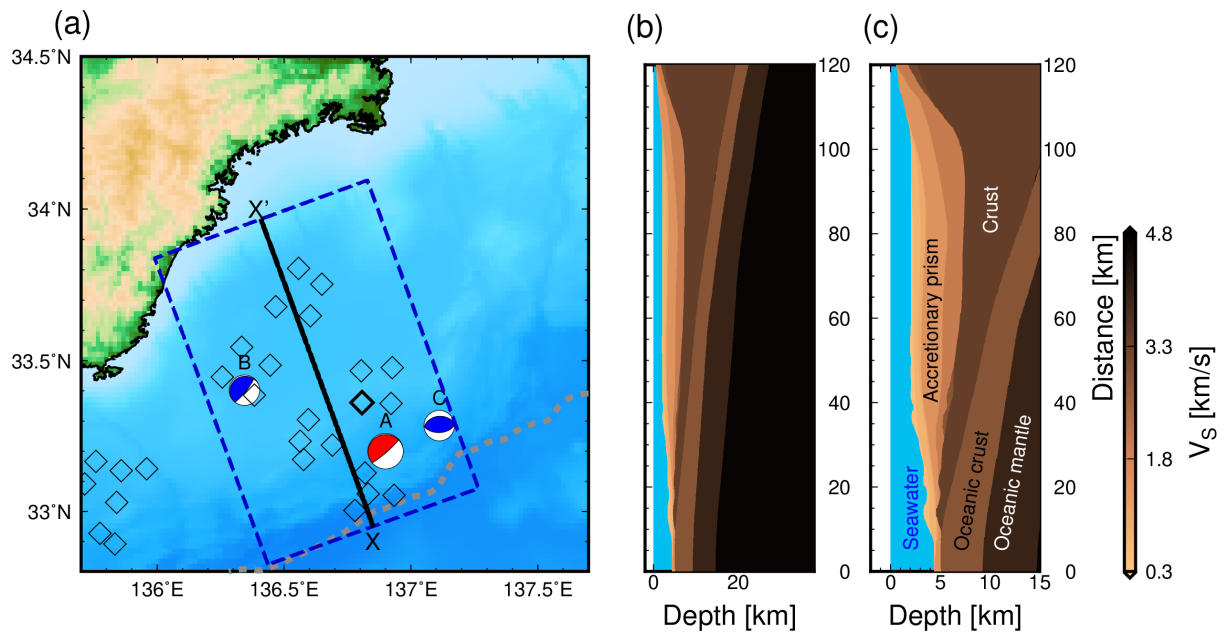 (a)
(b)
(c)
34.5°N
34°N
33.5°N
33°N
136°E
136.5°E
137°E
137.5°E
X'
B
C
A
X
120
100
80
60
40
20
0
0
20
Depth [km]
120
100
80
60
40
20
0
0
5
10
15
Depth [km]
Distance [km]
Crust
Accretionary prism
Seawater
Oceanic crust
Oceanic mantle
4.8
3.3
1.8
0.3
V_S [km/s]